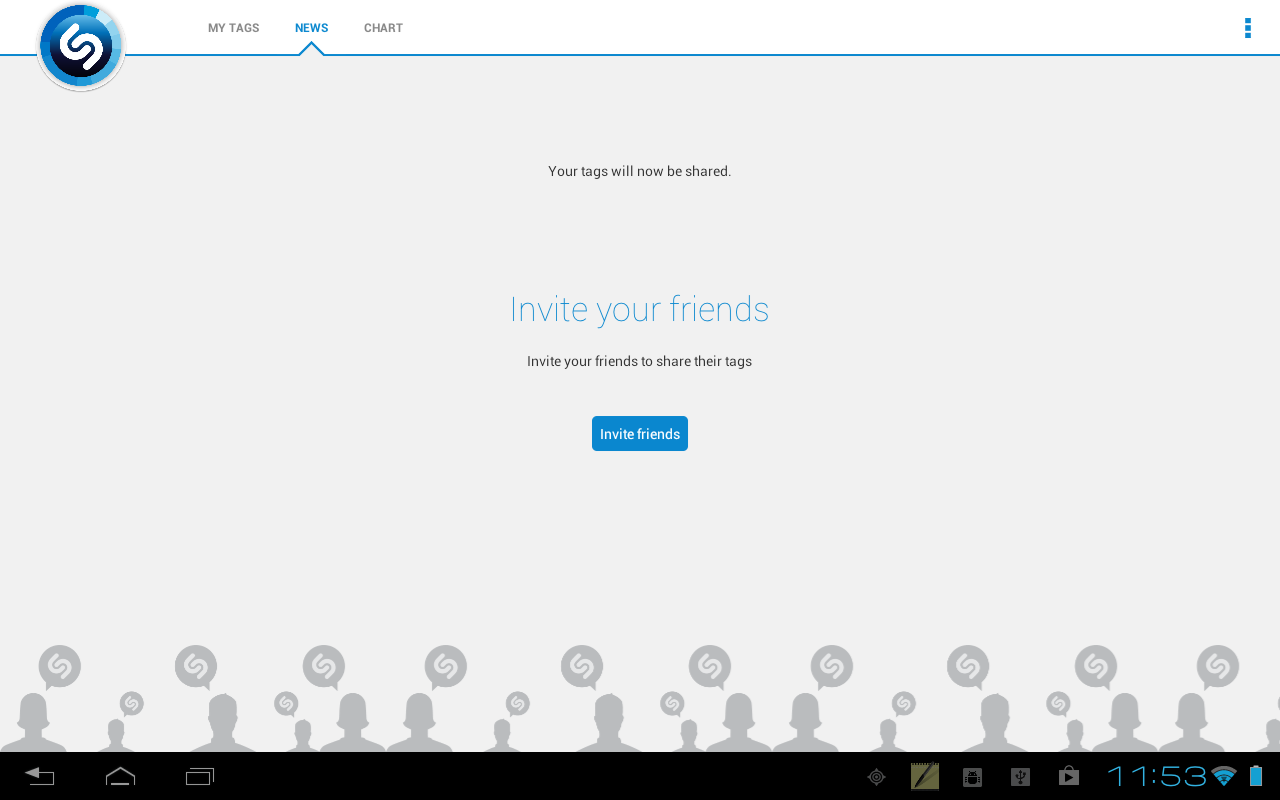 MY TAGS
NEWS
CHART
Your tags will now be shared.
Invite your friends
Invite your friends to share their tags
Invite friends
11:53